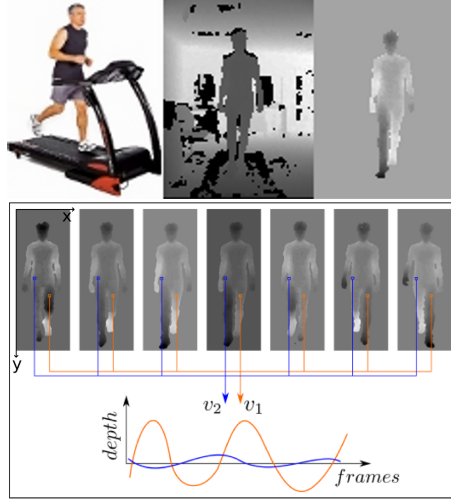 x
y
v₂ v₁
depth
frames